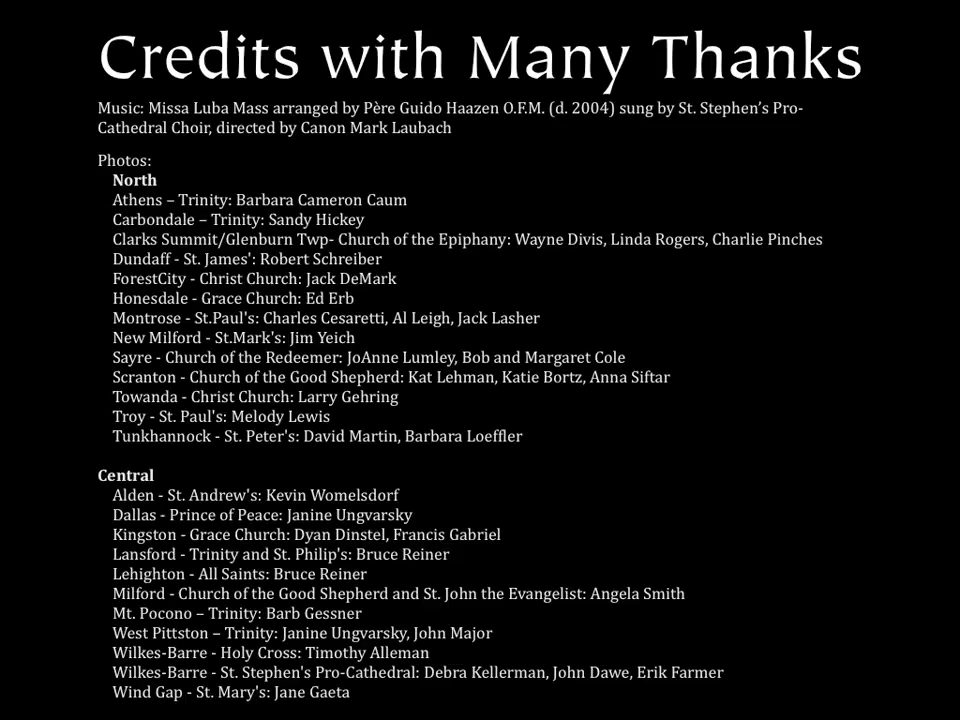 Credits with Many Thanks
Music: Missa Luba Mass arranged by Père Guido Haazen O.F.M. (d. 2004) sung by St. Stephen’s Pro-
Cathedral Choir, directed by Canon Mark Laubach
Photos:
North
Athens – Trinity: Barbara Cameron Caum
Carbondale – Trinity: Sandy Hickey
Clarks Summit/Glenburn Twp- Church of the Epiphany: Wayne Divis, Linda Rogers, Charlie Pinches
Dundaff - St. James': Robert Schreiber
ForestCity - Christ Church: Jack DeMark
Honesdale - Grace Church: Ed Erb
Montrose - St.Paul's: Charles Cesaretti, Al Leigh, Jack Lasher
New Milford - St.Mark's: Jim Yeich
Sayre - Church of the Redeemer: JoAnne Lumley, Bob and Margaret Cole
Scranton - Church of the Good Shepherd: Kat Lehman, Katie Bortz, Anna Siftar
Towanda - Christ Church: Larry Gehring
Troy - St. Paul's: Melody Lewis
Tunkhannock - St. Peter's: David Martin, Barbara Loeffler
Central
Alden - St. Andrew's: Kevin Womelsdorf
Dallas - Prince of Peace: Janine Ungvarsky
Kingston - Grace Church: Dyan Dinstel, Francis Gabriel
Lansford - Trinity and St. Philip's: Bruce Reiner
Lehighton - All Saints: Bruce Reiner
Milford - Church of the Good Shepherd and St. John the Evangelist: Angela Smith
Mt. Pocono – Trinity: Barb Gessner
West Pittston – Trinity: Janine Ungvarsky, John Major
Wilkes-Barre - Holy Cross: Timothy Alleman
Wilkes-Barre - St. Stephen's Pro-Cathedral: Debra Kellerman, John Dawe, Erik Farmer
Wind Gap - St. Mary's: Jane Gaeta